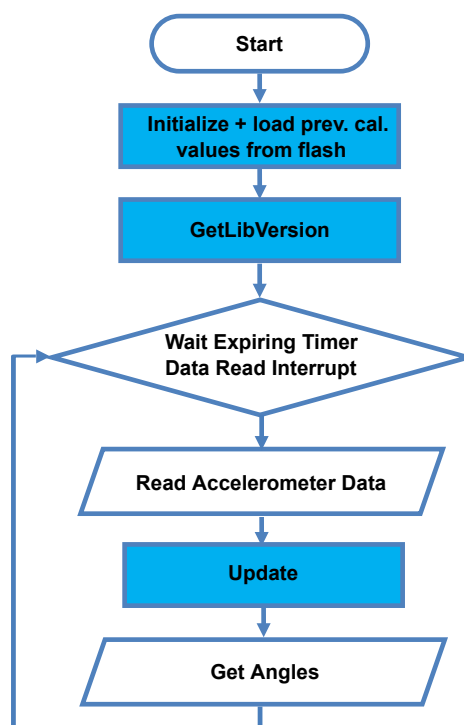 Start
Initialize + load prev. cal.
values from flash
GetLibVersion
Wait Expiring Timer
Data Read Interrupt
Read Accelerometer Data
Update
Get Angles